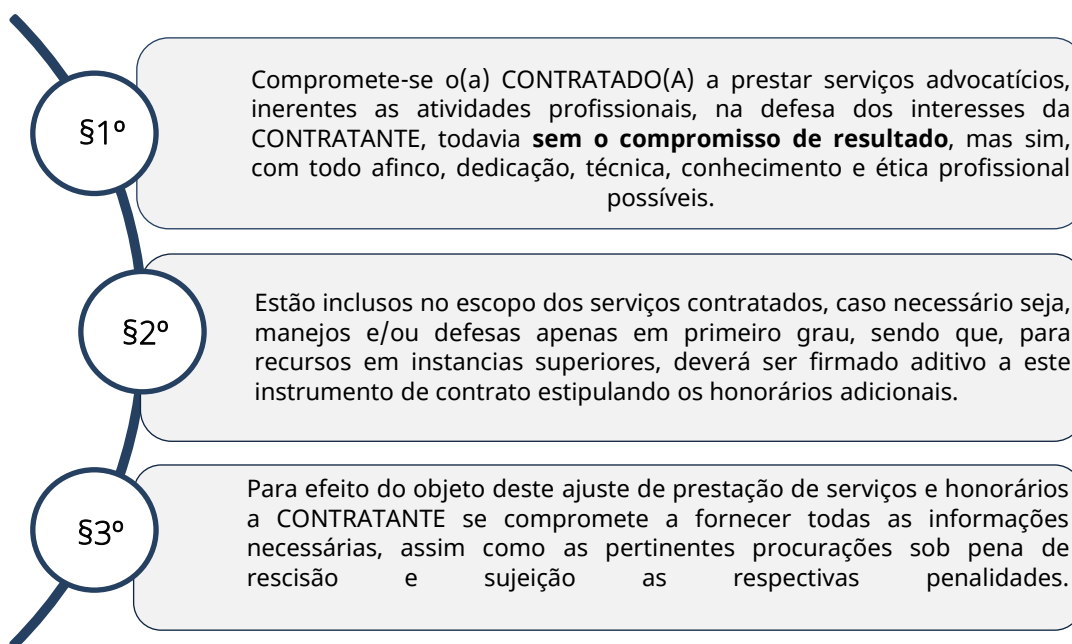 §1º
Compromete-se o(a) CONTRATADO(A) a prestar serviços advocatícios,
inerentes as atividades profissionais, na defesa dos interesses da
CONTRATANTE, todavia sem o compromisso de resultado, mas sim,
com todo afinco, dedicação, técnica, conhecimento e ética profissional
possíveis.
§2º
Estão inclusos no escopo dos serviços contratados, caso necessário seja,
manejos e/ou defesas apenas em primeiro grau, sendo que, para
recursos em instancias superiores, deverá ser firmado aditivo a este
instrumento de contrato estipulando os honorários adicionais.
§3º
Para efeito do objeto deste ajuste de prestação de serviços e honorários
a CONTRATANTE se compromete a fornecer todas as informações
necessárias, assim como as pertinentes procurações sob pena de
rescisão e sujeição as respectivas penalidades.